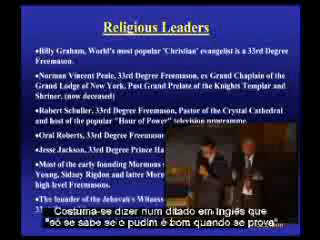 Religious Leaders
•Billy Graham, World's most popular 'Christian' evangelist is a 33rd Degree
Freemason.
•Norman Vincent Peale, 33rd Degree Freemason, ex Grand Chaplain of the
Grand Lodge of New York, Past Grand Prelate of the Knights Templar and
Shriner. (now deceased)
•Robert Schuller, 33rd Degree Freemason, Pastor of the Crystal Cathedral
and host of the popular "Hour of Power" television programme.
•Oral Roberts, 33rd Degree Freemason
•Jesse Jackson, 33rd Degree Prince Ha
•Most of the early founding Mormons
Young, Sidney Rigdon and latter Morm
high-level Freemasons.
•The founder of the Jehovah's Witness
Costuma-se dizer num ditado em Inglês que
"só se sabe se o pudim é bom quando se prova"